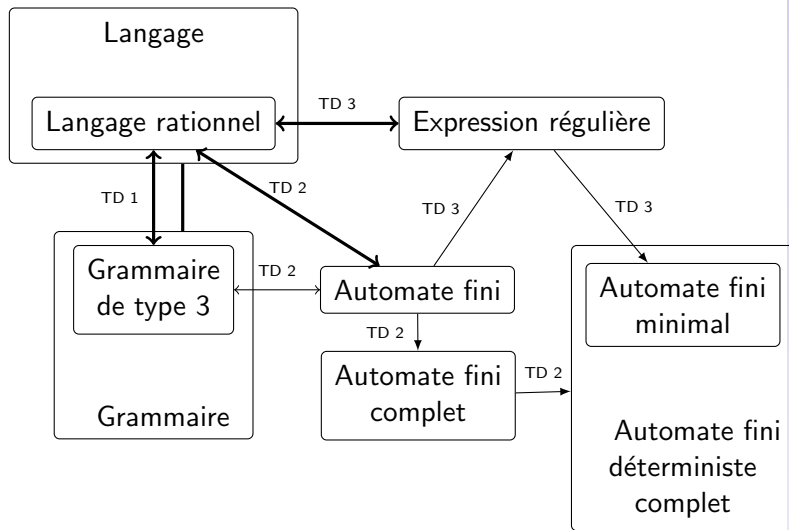 Langage
Langage rationnel
TD 3
Expression régulière
TD 1
TD 2
TD 3
TD 3
Grammaire
de type 3
TD 2
Automate fini
Automate fini
minimal
TD 2
Automate fini
complet
TD 2
Grammaire
Automate fini
déterministe
complet